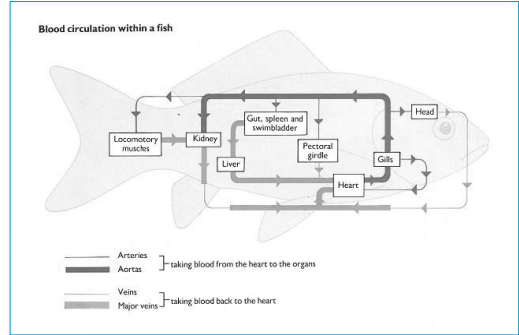 Blood circulation within a fish
Head
Gut, spleen and
swimbladder
Locomotory
muscles
Kidney
Pectoral
girdle
Liver
Gills
Heart
Arteries
Aortas
taking blood from the heart to the organs
Veins
Major veins
taking blood back to the heart